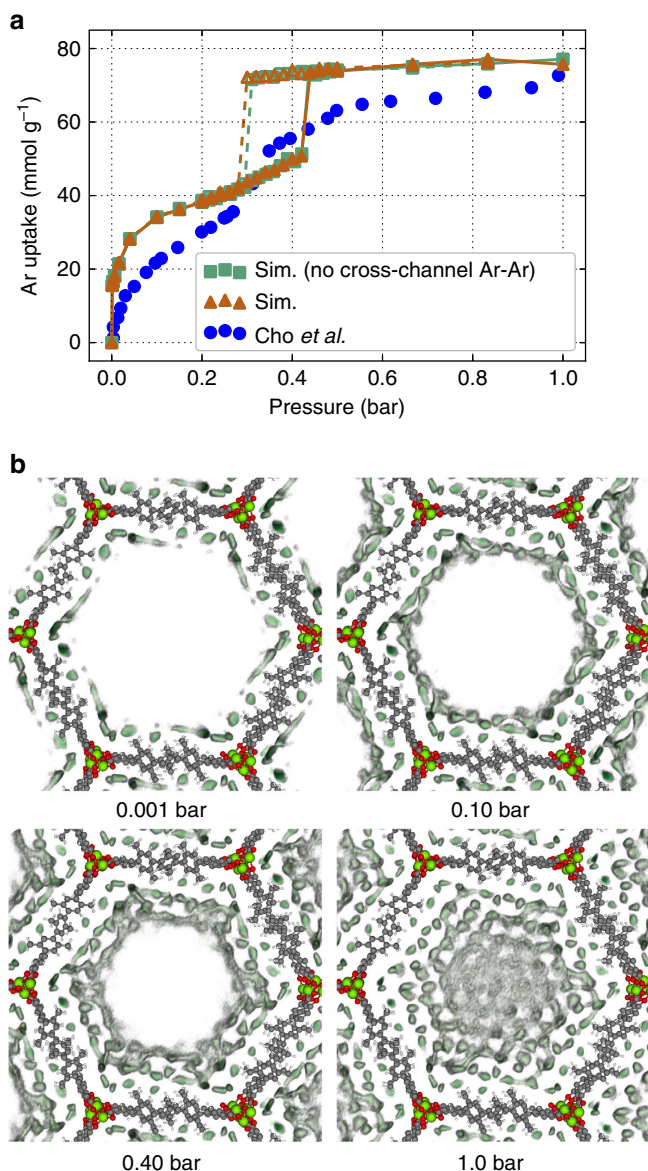 a
Ar uptake (mmol g⁻¹)
80
60
40
20
0
Sim. (no cross-channel Ar-Ar)
Sim.
Cho et al.
0.0 0.2 0.4 0.6 0.8 1.0
Pressure (bar)
b
0.001 bar 0.10 bar
0.40 bar 1.0 bar